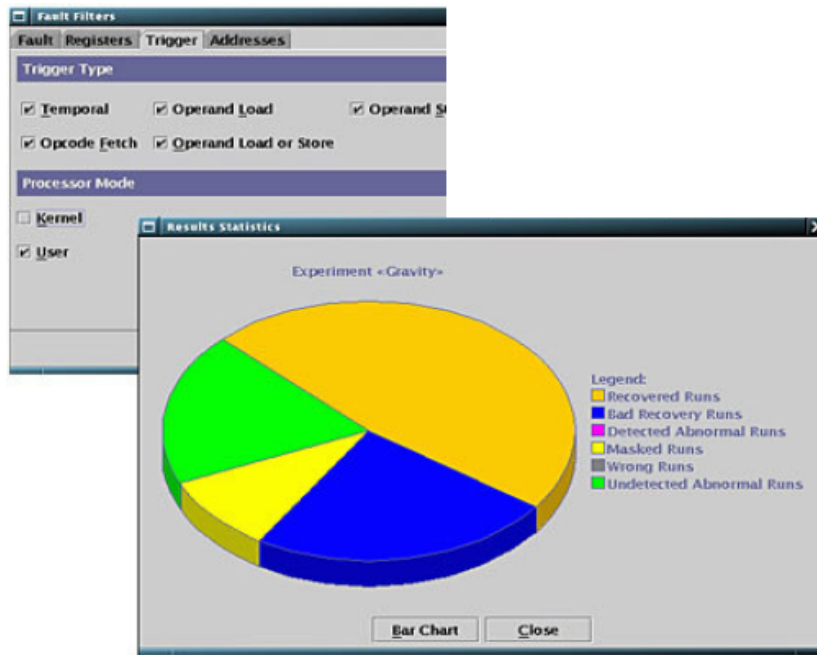 Fault Filters
Fault Registers Trigger Addresses
Trigger Type
Temporal Operand Load Operand
Opcode Fetch Operand Load or Store
Processor Mode
Kernel
User
Results Statistics
Experiment «Gravity»
Legend:
Recovered Runs
Bad Recovery Runs
Detected Abnormal Runs
Masked Runs
Wrong Runs
Undetected Abnormal Runs
Bar Chart Close